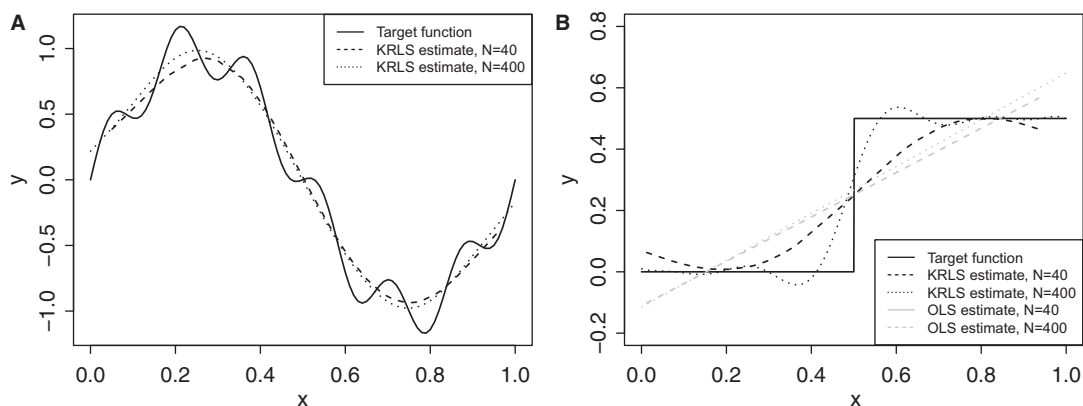 A
Target function
KRLS estimate, N=40
KRLS estimate, N=400
y
1.0
0.5
0.0
−0.5
−1.0
0.0 0.2 0.4 0.6 0.8 1.0
x
B
y
0.8
0.6
0.4
0.2
0.0
−0.2
Target function
KRLS estimate, N=40
KRLS estimate, N=400
OLS estimate, N=40
OLS estimate, N=400
0.0 0.2 0.4 0.6 0.8 1.0
x